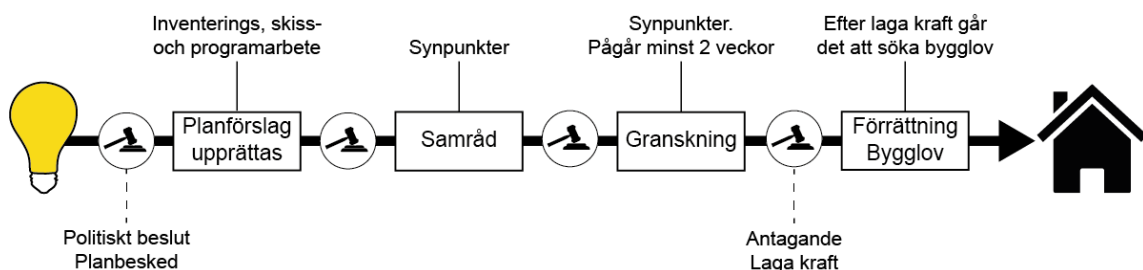 Inventerings, skiss-
och programarbete
Synpunkter
Synpunkter.
Pågår minst 2 veckor
Efter laga kraft går
det att söka bygglov
Planförslag
upprättas
Samråd
Granskning
Förrättning
Bygglov
Politiskt beslut
Planbesked
Antagande
Laga kraft